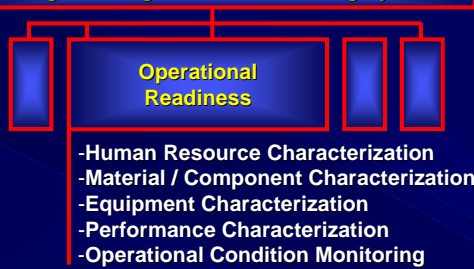 Operational
Readiness
-Human Resource Characterization
-Material / Component Characterization
-Equipment Characterization
-Performance Characterization
-Operational Condition Monitoring